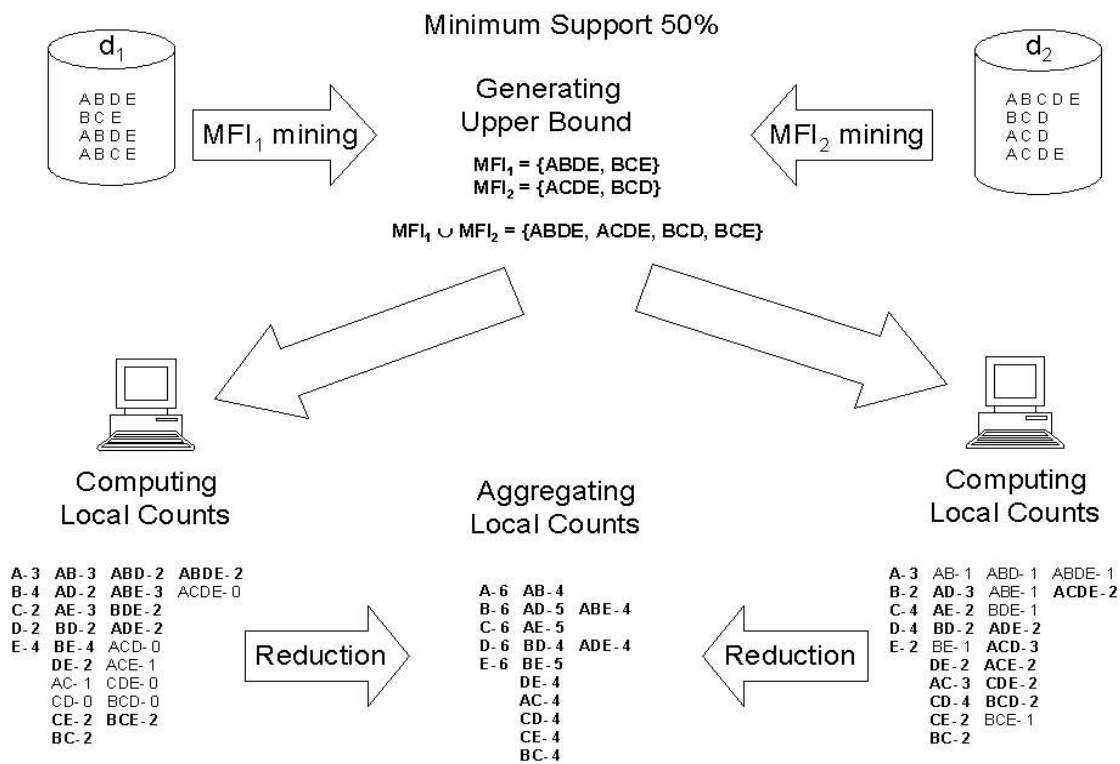 Minimum Support 50%
d1
A B D E
B C E
A B D E
A B C E
MFI1 mining
Generating
Upper Bound
MFI1 = {ABDE, BCE}
MFI2 = {ACDE, BCD}
MFI1 ∪ MFI2 = {ABDE, ACDE, BCD, BCE}
MFI2 mining
d2
A B C D E
B C D
A C D
A C D E
Computing
Local Counts
A-3 AB-3 ABD-2 ABDE-2
B-4 AD-2 ABE-3 ACDE-0
C-2 AE-3 BDE-2
D-2 BD-2 ADE-2
E-4 BE-4 ACD-0
DE-2 ACE-1
AC-1 CDE-0
CD-0 BCD-0
CE-2 BCE-2
BC-2
Reduction
Aggregating
Local Counts
A-6 AB-4
B-6 AD-5 ABE-4
C-6 AE-5
D-6 BD-4 ADE-4
E-6 BE-5
DE-4
AC-4
CD-4
CE-4
BC-4
Reduction
Computing
Local Counts
A-3 AB-1 ABD-1 ABDE-1
B-2 AD-3 ABE-1 ACDE-2
C-4 AE-2 BDE-1
D-4 BD-2 ADE-2
E-2 BE-1 ACD-3
DE-2 ACE-2
AC-3 CDE-2
CD-4 BCD-2
CE-2 BCE-1
BC-2